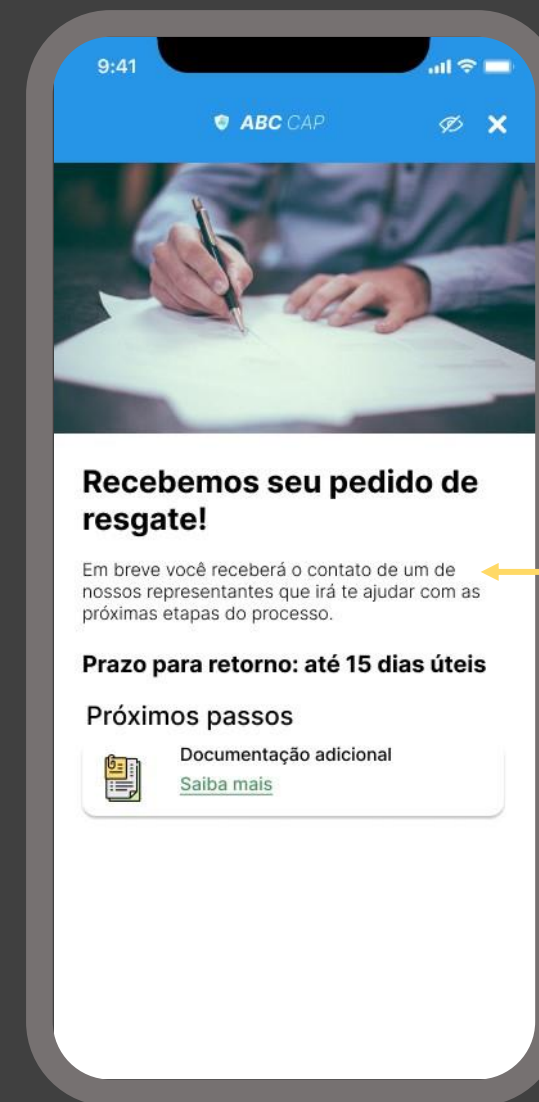 9:41
ABC CAP
Recebemos seu pedido de
resgate!
Em breve você receberá o contato de um de
nossos representantes que irá te ajudar com as
próximas etapas do processo.
Prazo para retorno: até 15 dias úteis
Próximos passos
Documentação adicional
Saiba mais